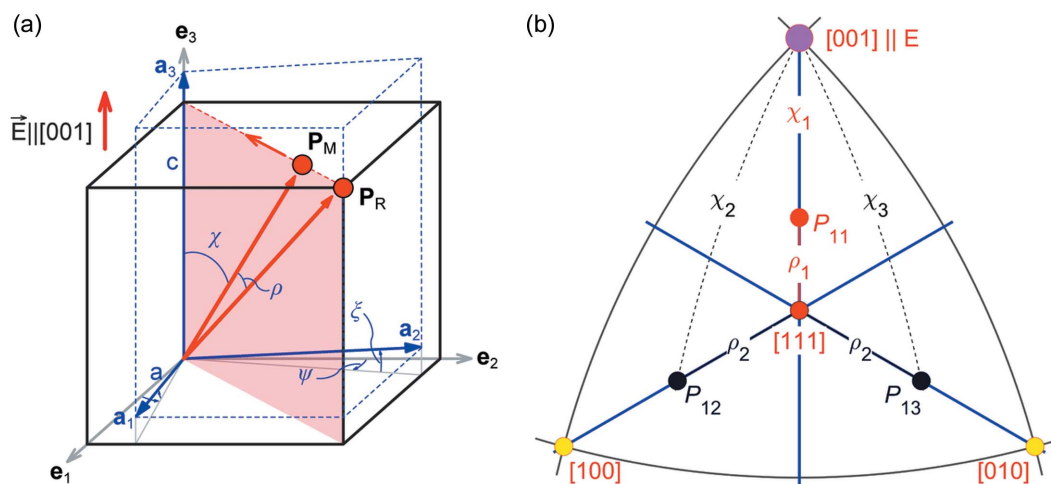 (a)
e3
a3
E||[001]
c
PM
PR
χ
ρ
ξ
a2
ψ
e2
a
a1
e1
(b)
[001] || E
χ1
χ2
χ3
P11
ρ1
[111]
ρ2
ρ2
P12
P13
[100]
[010]